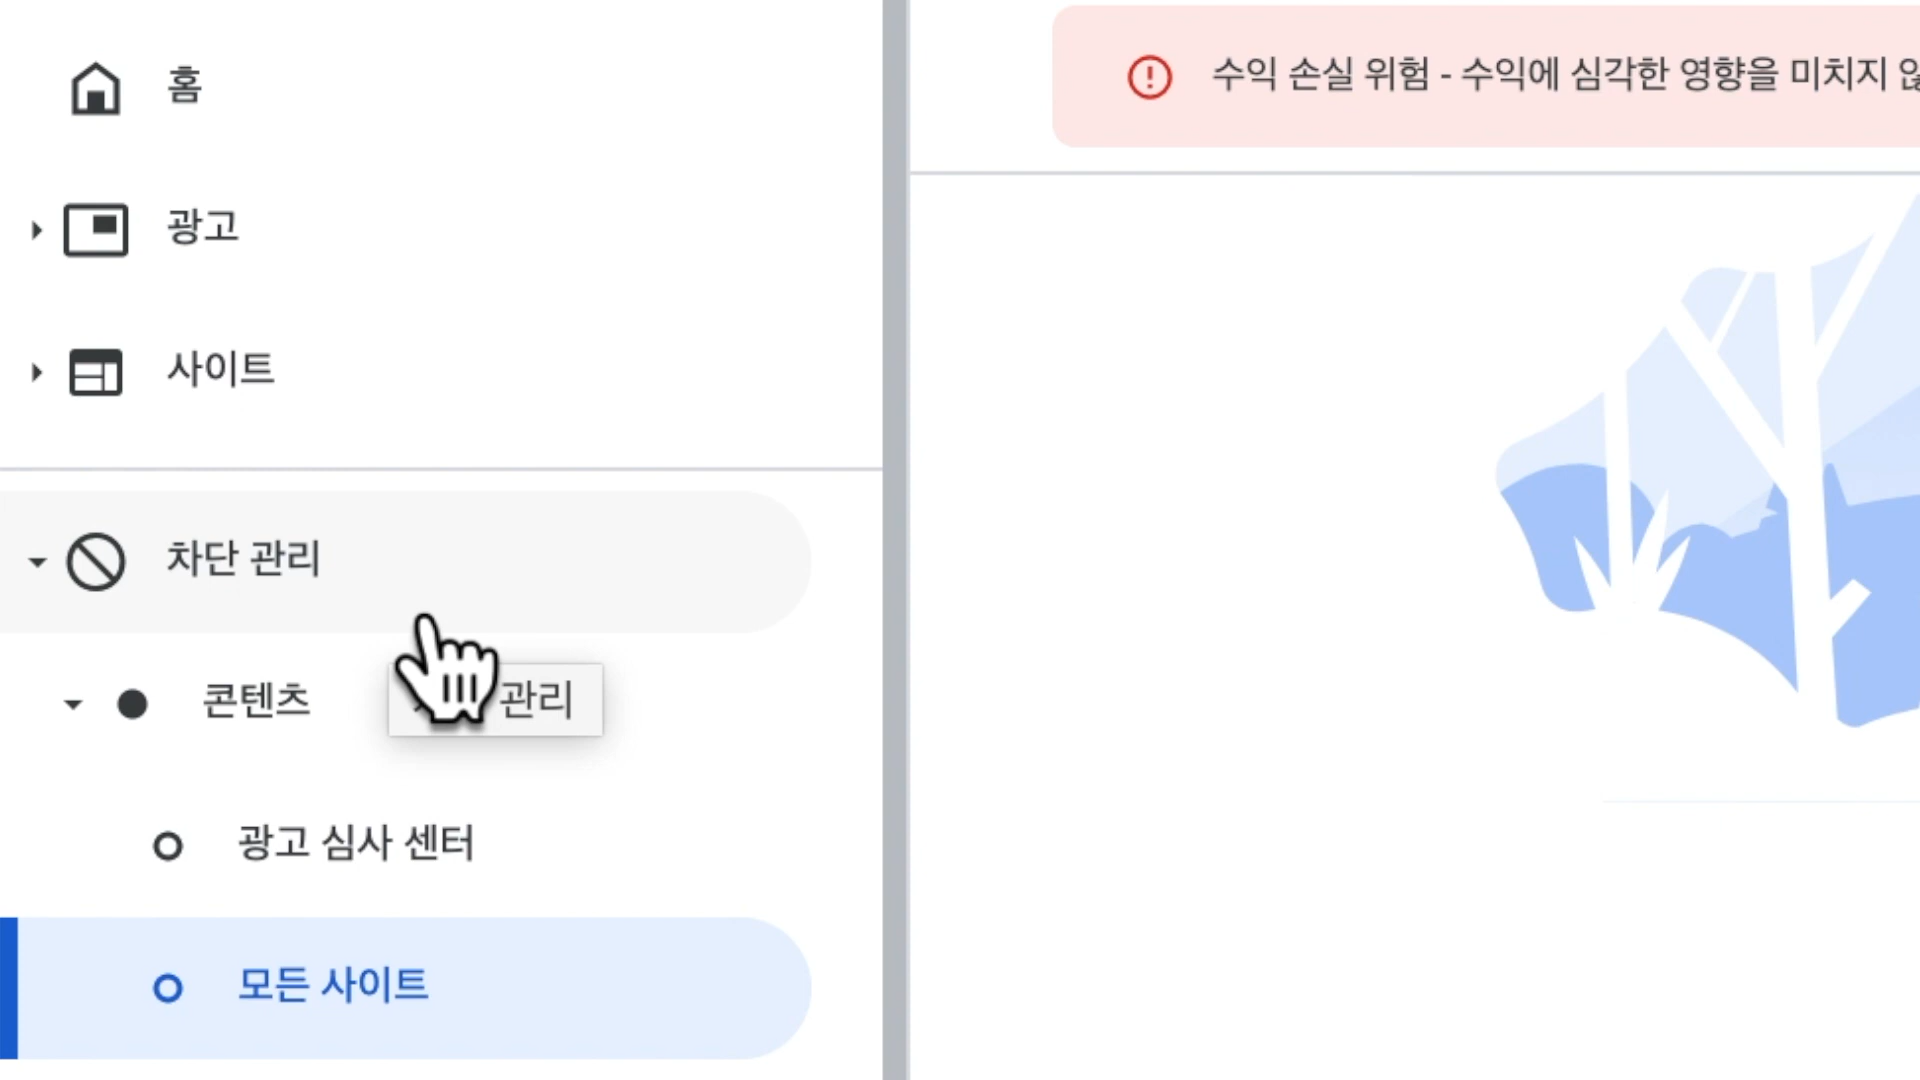 홈
광고
사이트
차단 관리
콘텐츠
관리
광고 심사 센터
모든 사이트
수익 손실 위험 - 수익에 심각한 영향을 미치지